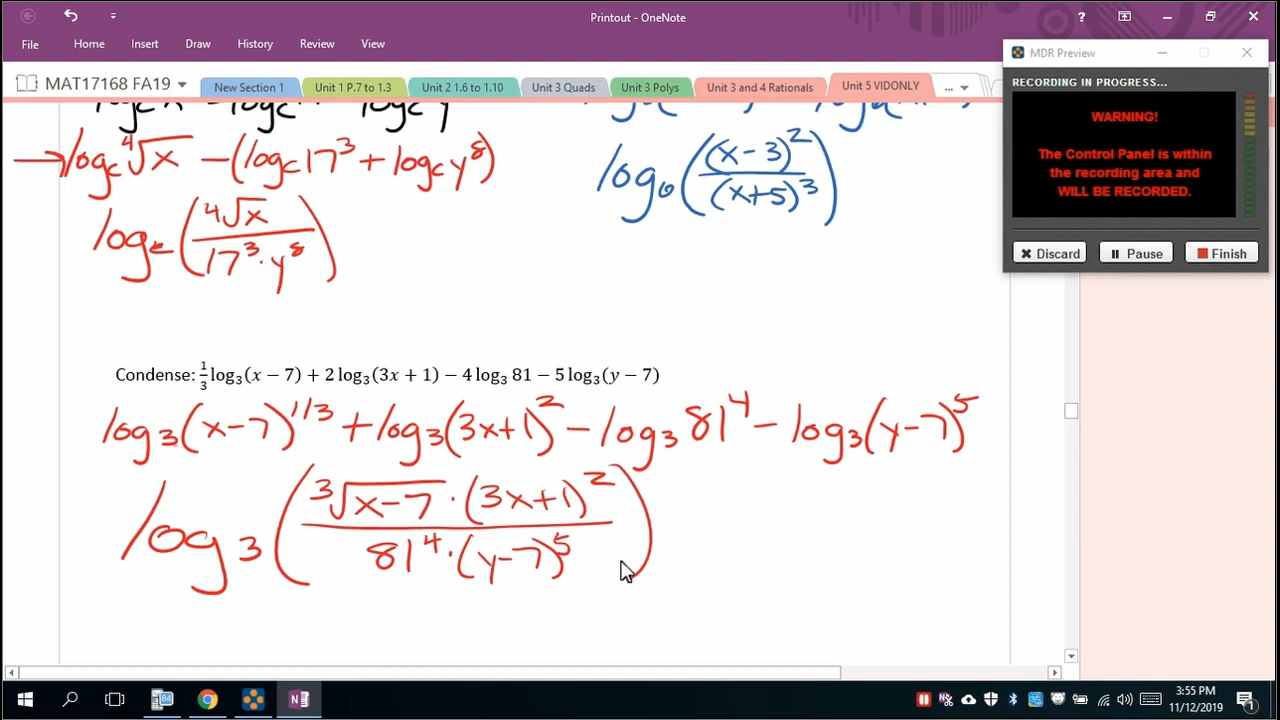 Printout - OneNote
?
File Home Insert Draw History Review View
MAT17168 FA19
New Section 1
Unit 1 P.7 to 1.3
Unit 2 1.6 to 1.10
Unit 3 Quads
Unit 3 Polys
Unit 3 and 4 Rationals
Unit 5 VIDONLY
...
MDR Preview
RECORDING IN PROGRESS...
WARNING!
The Control Panel is within
the recording area and
WILL BE RECORDED.
Discard Pause Finish
→ log_c ⁴√x − (log_c 17³ + log_c y⁸)
log_c (⁴√x / 17³ · y⁸)
log₆ ((x−3)² / (x+5)³)
Condense: 1/3 log₃(x − 7) + 2 log₃(3x + 1) − 4 log₃ 81 − 5 log₃(y − 7)
log₃(x−7)^1/3 + log₃(3x+1)² − log₃ 81⁴ − log₃(y−7)⁵
log₃ (³√x−7 · (3x+1)² / 81⁴ · (y−7)⁵)
3:55 PM
11/12/2019